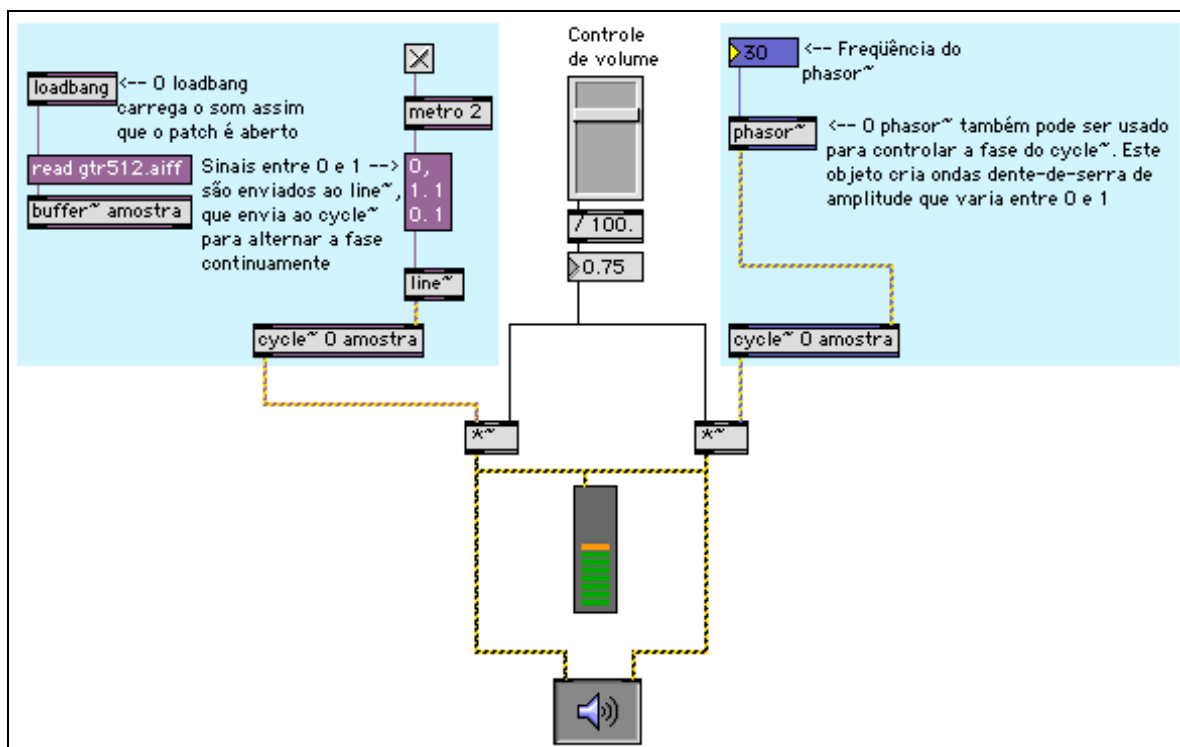 loadbang
<-- O loadbang
carrega o som assim
que o patch é aberto
read gtr512.aiff
buffer~ amostra
Sinais entre 0 e 1 -->
são enviados ao line~,
que envia ao cycle~
para alternar a fase
continuamente
metro 2
0,
1. 1
0. 1
line~
cycle~ 0 amostra
Controle
de volume
/ 100.
0.75
30
<-- Freqüência do
phasor~
phasor~
<-- O phasor~ também pode ser usado
para controlar a fase do cycle~. Este
objeto cria ondas dente-de-serra de
amplitude que varia entre 0 e 1
cycle~ 0 amostra
*~
*~